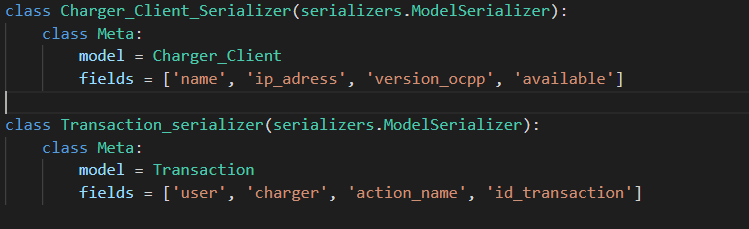 class Charger_Client_Serializer(serializers.ModelSerializer):
    class Meta:
        model = Charger_Client
        fields = ['name', 'ip_adress', 'version_ocpp', 'available']
class Transaction_serializer(serializers.ModelSerializer):
    class Meta:
        model = Transaction
        fields = ['user', 'charger', 'action_name', 'id_transaction']